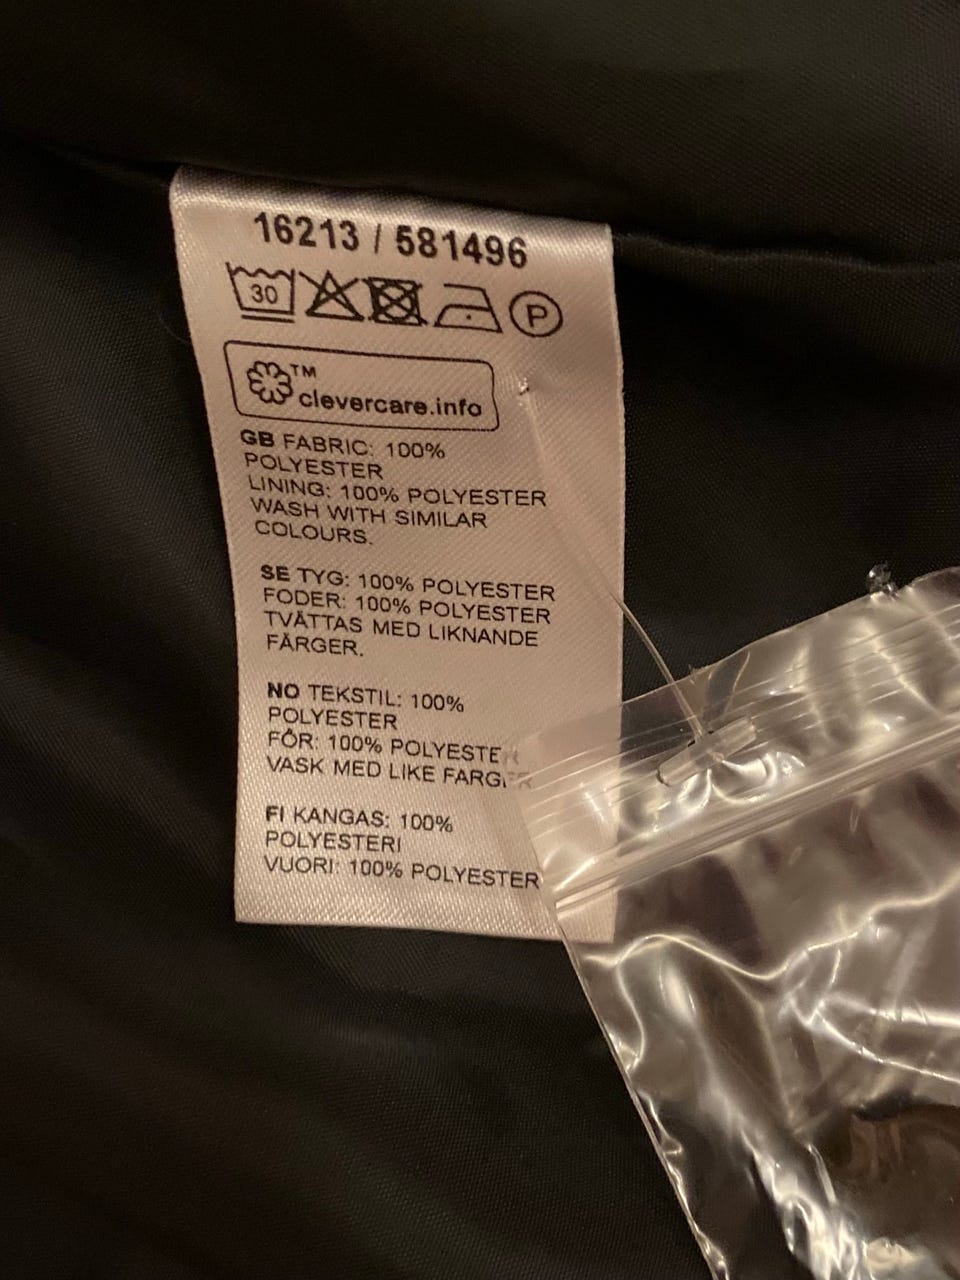 16213 / 581496
30 P
TM
clevercare.info
GB FABRIC: 100%
POLYESTER
LINING: 100% POLYESTER
WASH WITH SIMILAR
COLOURS.
SE TYG: 100% POLYESTER
FODER: 100% POLYESTER
TVÄTTAS MED LIKNANDE
FÄRGER.
NO TEKSTIL: 100%
POLYESTER
FÔR: 100% POLYESTER
VASK MED LIKE FARGER
FI KANGAS: 100%
POLYESTERI
VUORI: 100% POLYESTER